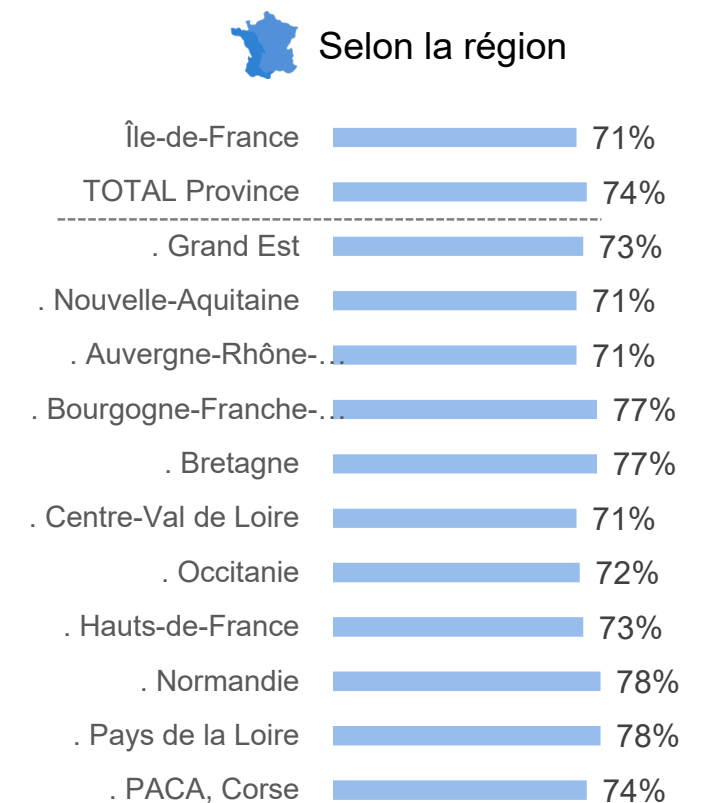 Selon la région
Île-de-France 71%
TOTAL Province 74%
. Grand Est 73%
. Nouvelle-Aquitaine 71%
. Auvergne-Rhône-… 71%
. Bourgogne-Franche-… 77%
. Bretagne 77%
. Centre-Val de Loire 71%
. Occitanie 72%
. Hauts-de-France 73%
. Normandie 78%
. Pays de la Loire 78%
. PACA, Corse 74%